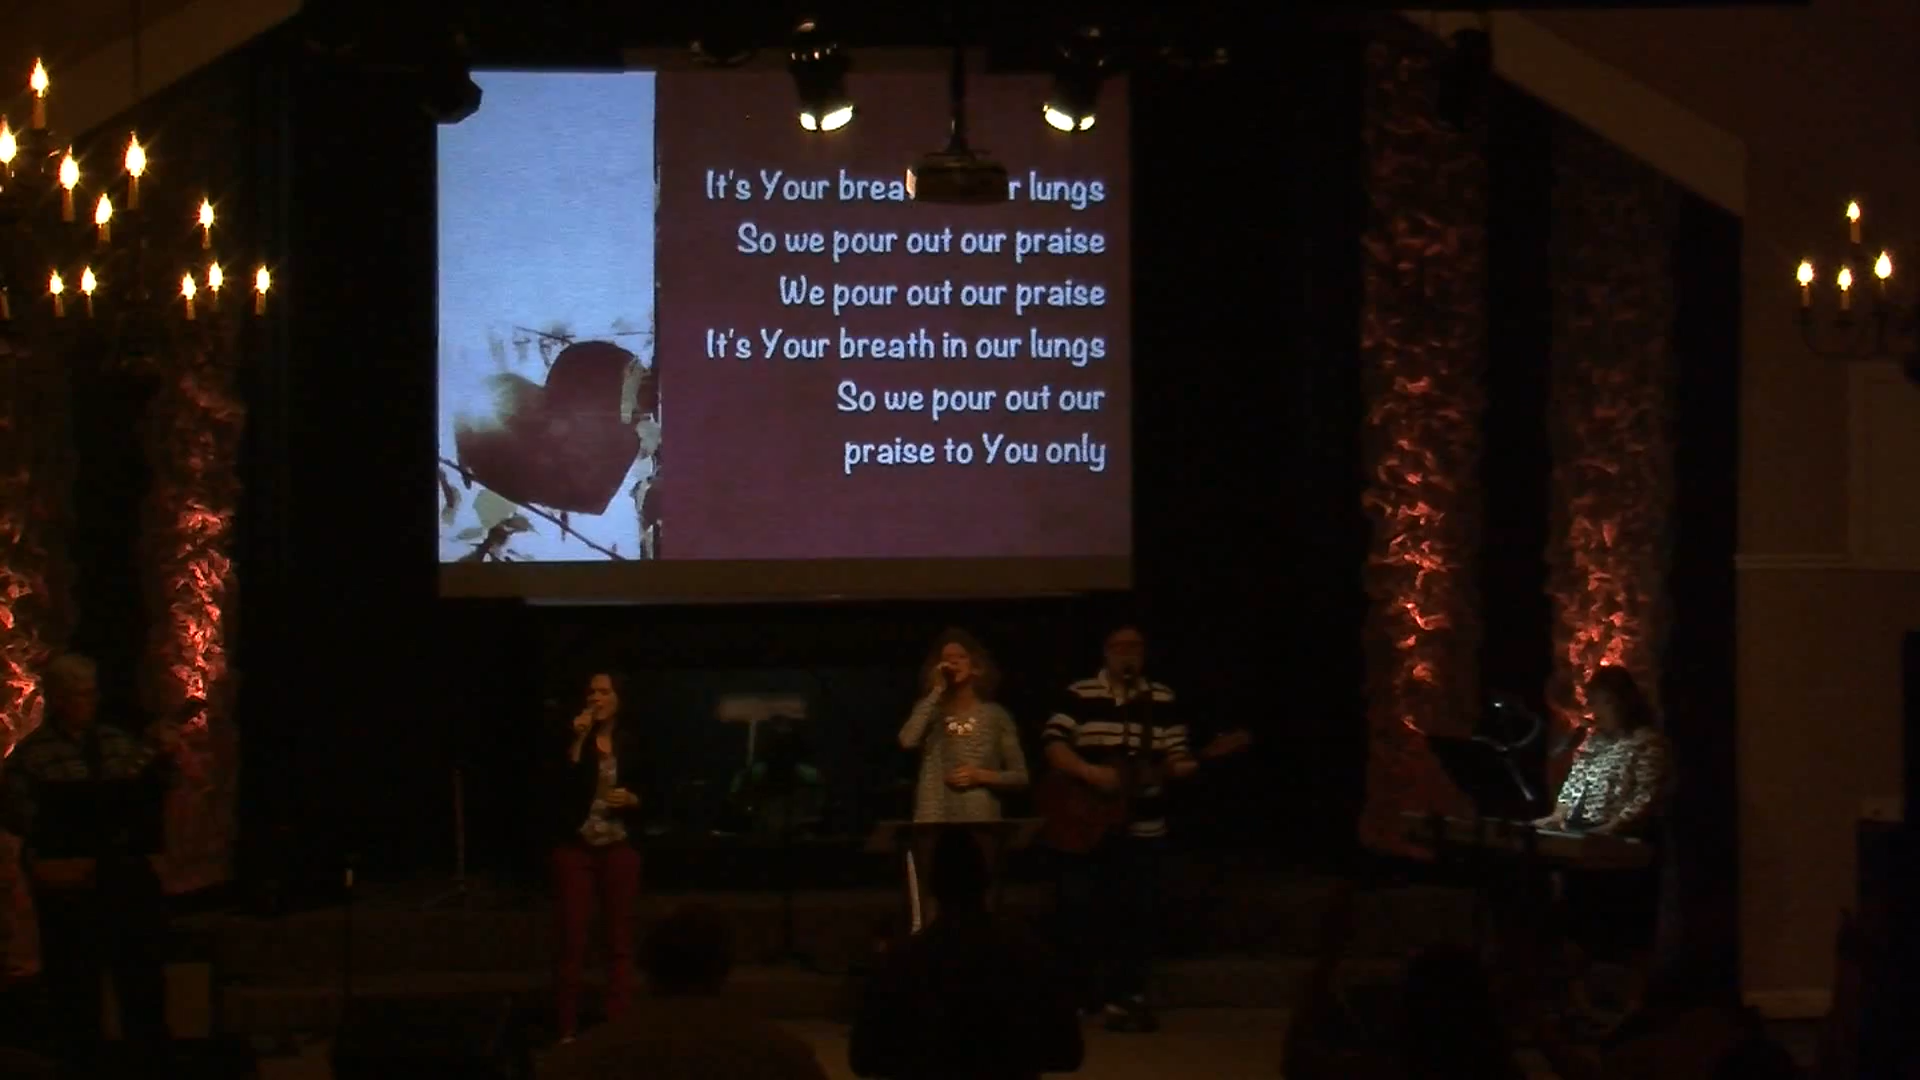 It's Your brea r lungs
So we pour out our praise
We pour out our praise
It's Your breath in our lungs
So we pour out our
praise to You only